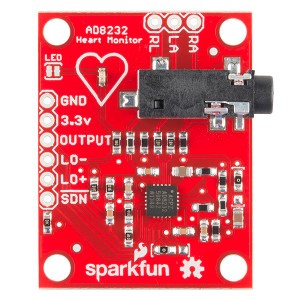 AD8232
Heart Monitor
LED
RL
LA
RA
GND
3.3v
OUTPUT
LO-
LO+
SDN
sparkfun